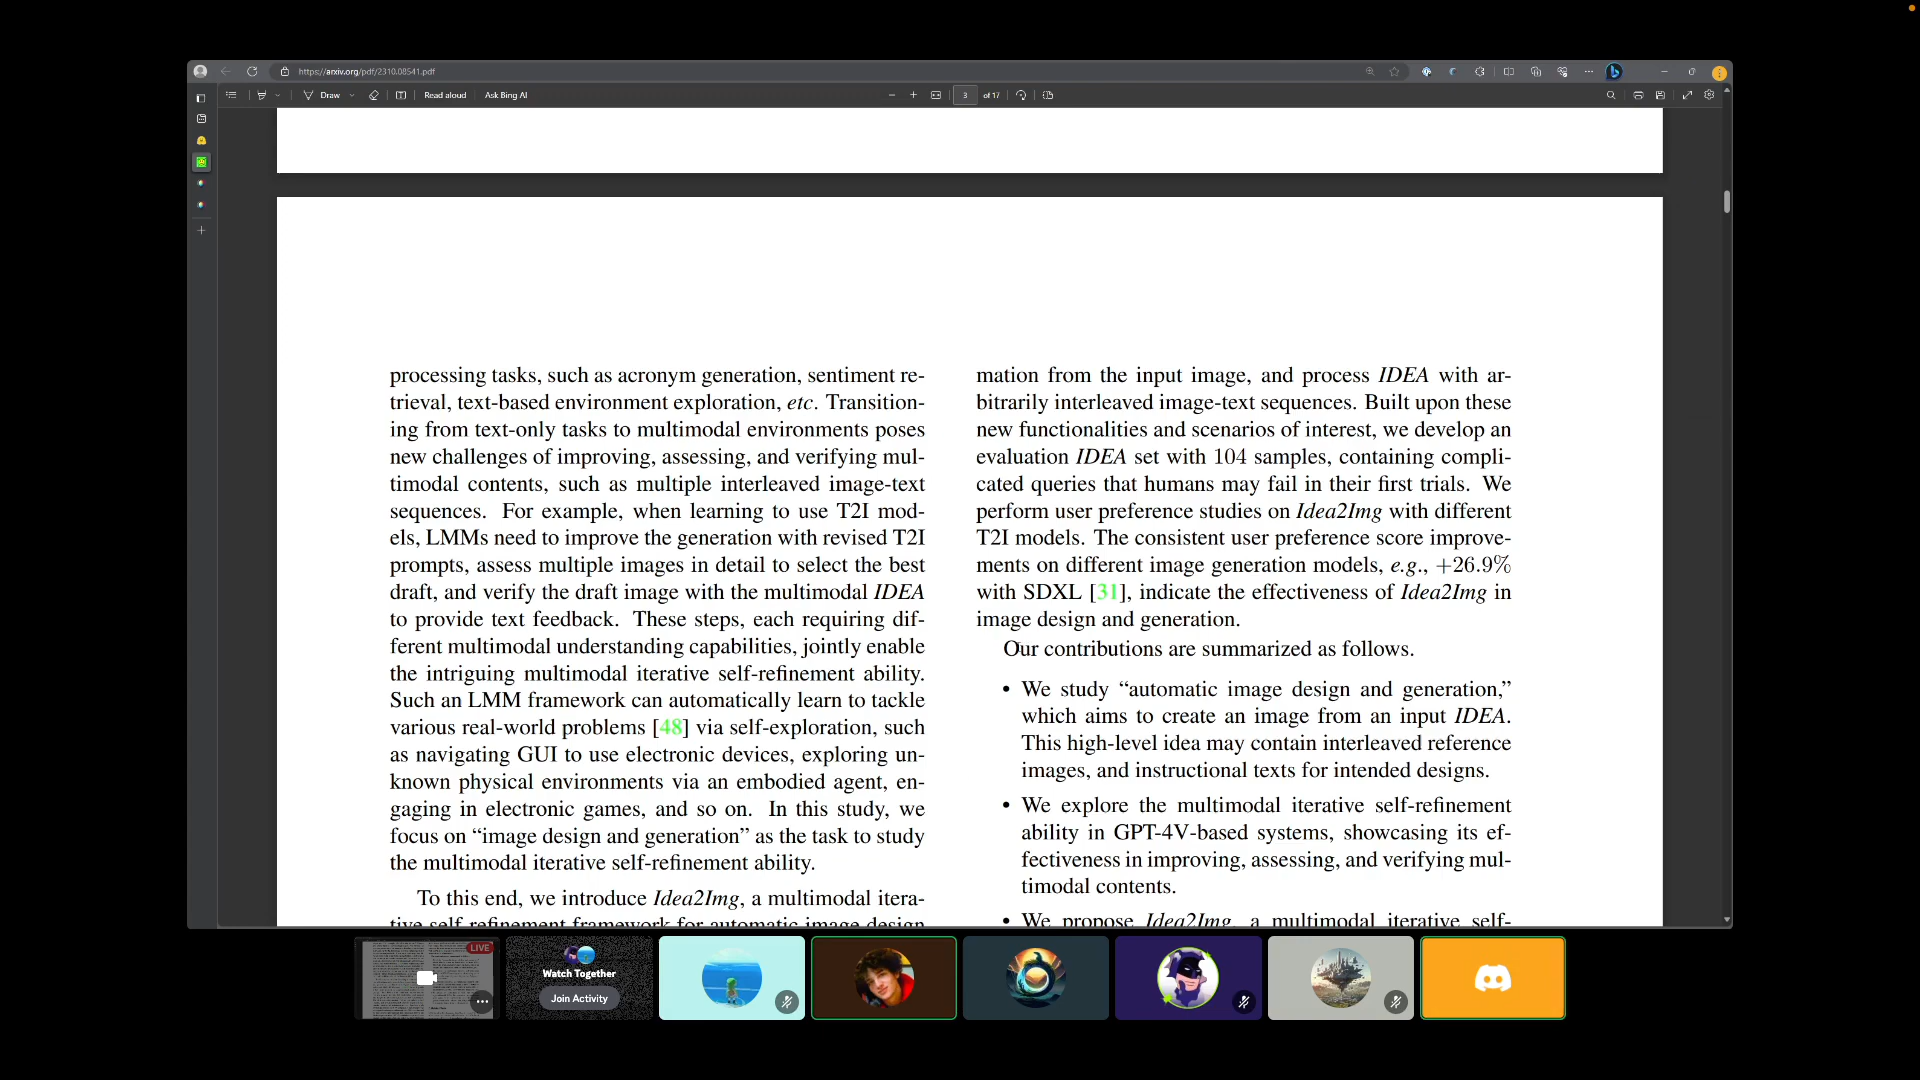 https://arxiv.org/pdf/2310.08541.pdf
Draw
Read aloud
Ask Bing AI
3
of 17
processing tasks, such as acronym generation, sentiment re-
trieval, text-based environment exploration, etc. Transition-
ing from text-only tasks to multimodal environments poses
new challenges of improving, assessing, and verifying mul-
timodal contents, such as multiple interleaved image-text
sequences. For example, when learning to use T2I mod-
els, LMMs need to improve the generation with revised T2I
prompts, assess multiple images in detail to select the best
draft, and verify the draft image with the multimodal IDEA
to provide text feedback. These steps, each requiring dif-
ferent multimodal understanding capabilities, jointly enable
the intriguing multimodal iterative self-refinement ability.
Such an LMM framework can automatically learn to tackle
various real-world problems [48] via self-exploration, such
as navigating GUI to use electronic devices, exploring un-
known physical environments via an embodied agent, en-
gaging in electronic games, and so on. In this study, we
focus on “image design and generation” as the task to study
the multimodal iterative self-refinement ability.
To this end, we introduce Idea2Img, a multimodal itera-
tive self-refinement framework for automatic image design
mation from the input image, and process IDEA with ar-
bitrarily interleaved image-text sequences. Built upon these
new functionalities and scenarios of interest, we develop an
evaluation IDEA set with 104 samples, containing compli-
cated queries that humans may fail in their first trials. We
perform user preference studies on Idea2Img with different
T2I models. The consistent user preference score improve-
ments on different image generation models, e.g., +26.9%
with SDXL [31], indicate the effectiveness of Idea2Img in
image design and generation.
Our contributions are summarized as follows.
• We study “automatic image design and generation,”
which aims to create an image from an input IDEA.
This high-level idea may contain interleaved reference
images, and instructional texts for intended designs.
• We explore the multimodal iterative self-refinement
ability in GPT-4V-based systems, showcasing its ef-
fectiveness in improving, assessing, and verifying mul-
timodal contents.
• We propose Idea2Img, a multimodal iterative self-
LIVE
Watch Together
Join Activity